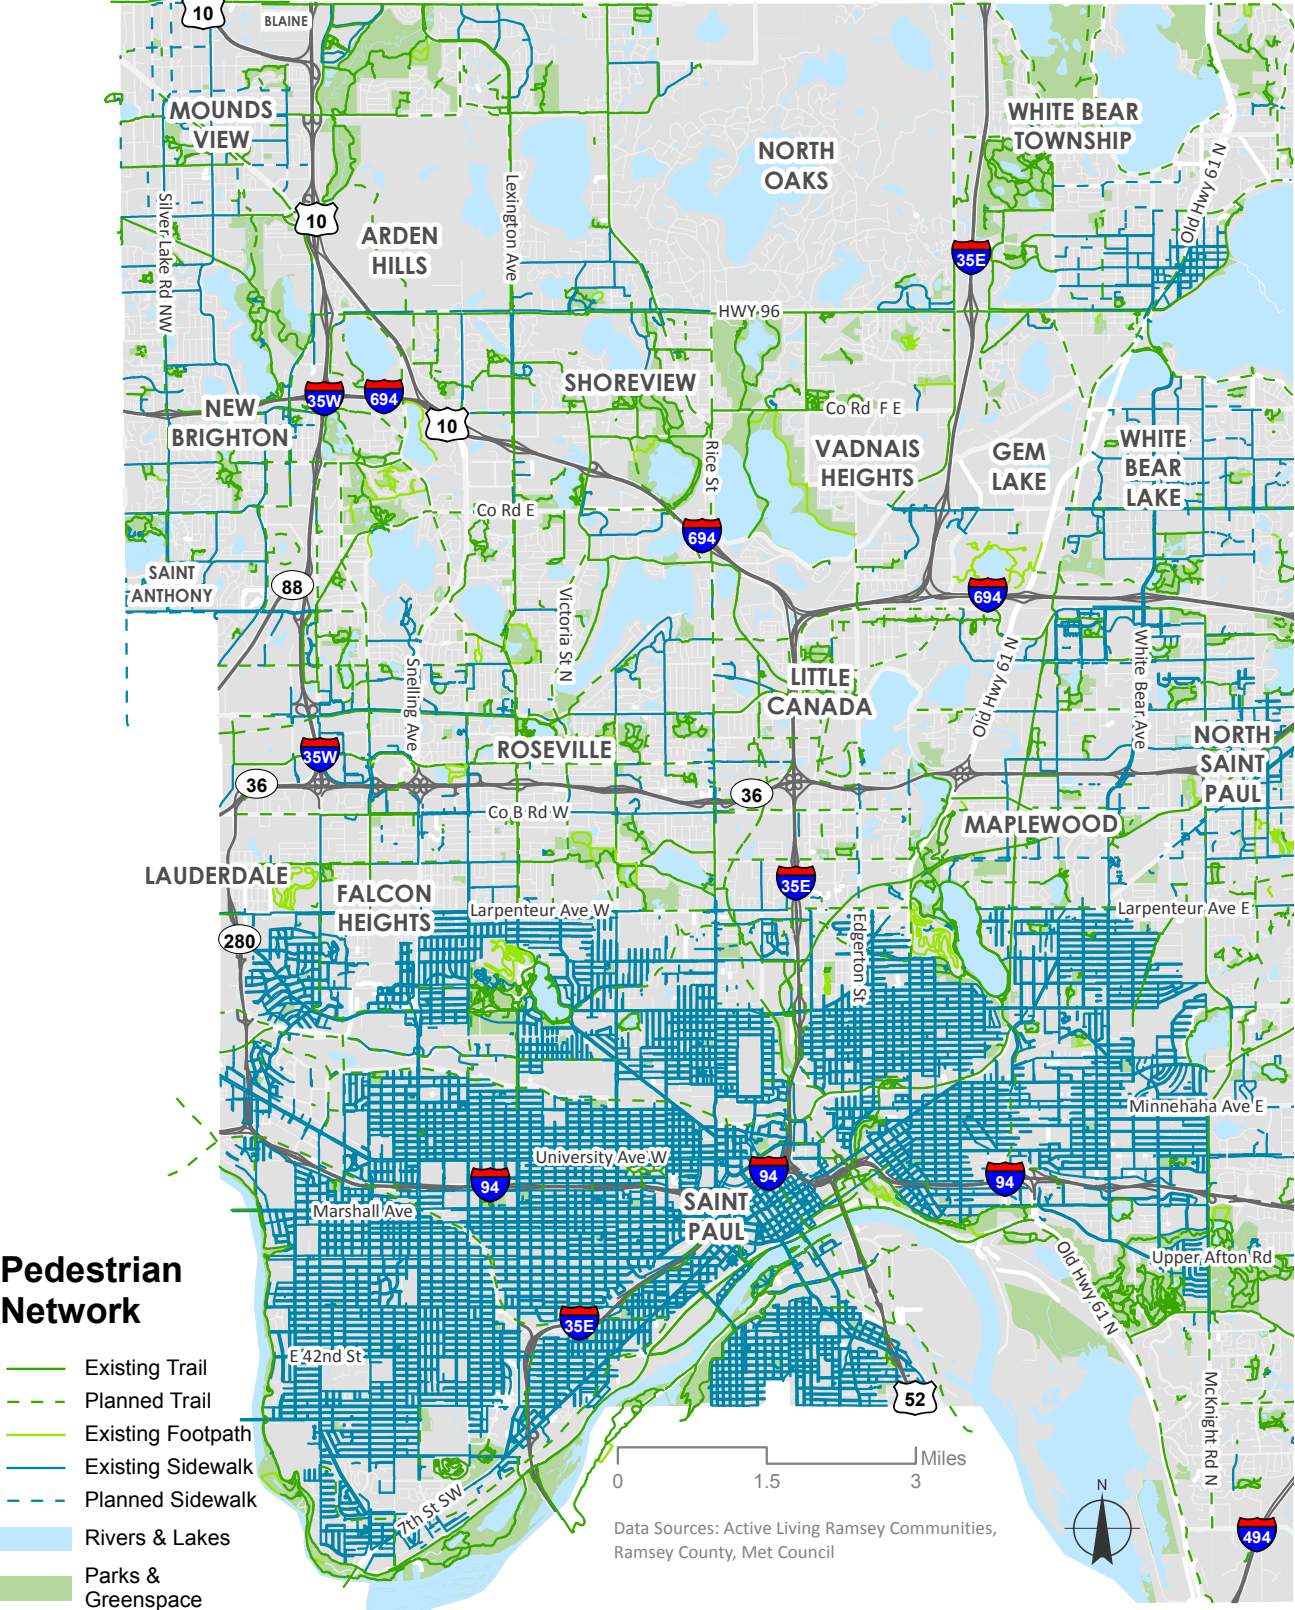 10
BLAINE
MOUNDS
VIEW
WHITE BEAR
TOWNSHIP
NORTH
OAKS
Old Hwy 61 N
Lexington Ave
Silver Lake Rd NW
10
ARDEN
HILLS
35E
HWY 96
SHOREVIEW
35W
694
NEW
BRIGHTON
10
Co Rd F E
Rice St
VADNAIS
HEIGHTS
GEM
LAKE
WHITE
BEAR
LAKE
Co Rd E
694
SAINT
ANTHONY
88
694
Victoria St N
Snelling Ave
Old Hwy 61 N
White Bear Ave
LITTLE
CANADA
35W
ROSEVILLE
NORTH
SAINT
PAUL
36
36
Co B Rd W
MAPLEWOOD
LAUDERDALE
FALCON
HEIGHTS
35E
Larpenteur Ave W
Larpenteur Ave E
280
Edgerton St
Minnehaha Ave E
University Ave W
94
94
94
Marshall Ave
SAINT
PAUL
Old Hwy 61 N
Upper Afton Rd
35E
E 42nd St
52
McKnight Rd N
7th St SW
494
Pedestrian
Network
Existing Trail
Planned Trail
Existing Footpath
Existing Sidewalk
Planned Sidewalk
Rivers & Lakes
Parks &
Greenspace
Miles
0 1.5 3
Data Sources: Active Living Ramsey Communities,
Ramsey County, Met Council
N